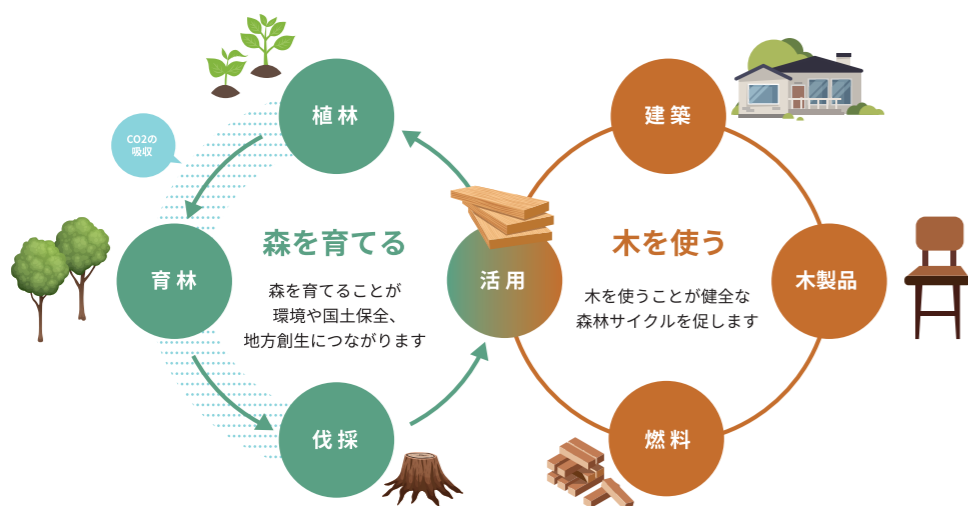 植林
CO2の
吸収
育林
伐採
活用
森を育てる
森を育てることが
環境や国土保全、
地方創生につながります
建築
木製品
燃料
木を使う
木を使うことが健全な
森林サイクルを促します